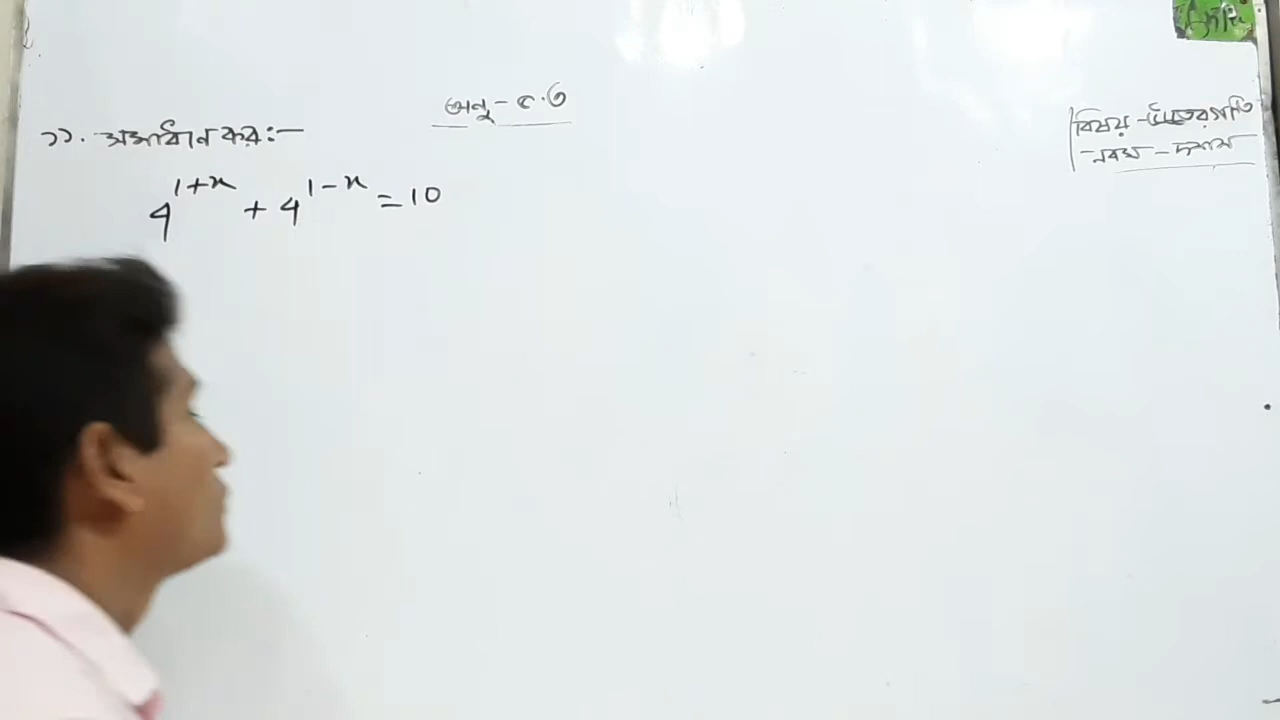 অনু - ৫.৩
১১. সমাধান কর:-
4^{1+x} + 4^{1-x} = 10
বিষয় - উচ্চতর গণিত
নবম - দশম